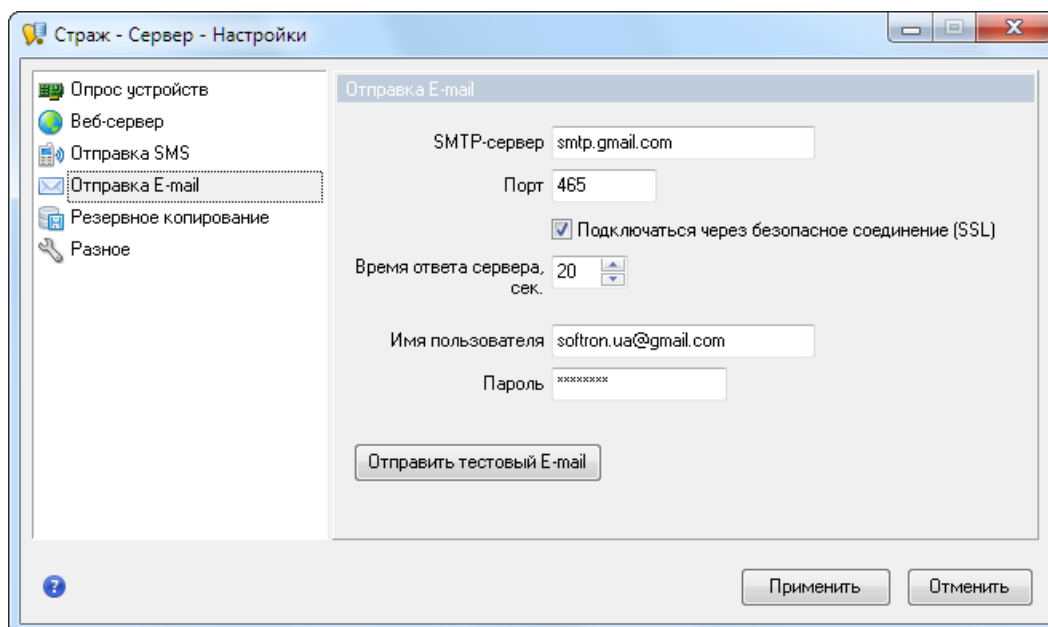 Страж - Сервер - Настройки
Опрос устройств
Веб-сервер
Отправка SMS
Отправка E-mail
Резервное копирование
Разное
Отправка E-mail
SMTP-сервер smtp.gmail.com
Порт 465
Подключаться через безопасное соединение (SSL)
Время ответа сервера, 20
сек.
Имя пользователя softron.ua@gmail.com
Пароль ********
Отправить тестовый E-mail
? Применить Отменить